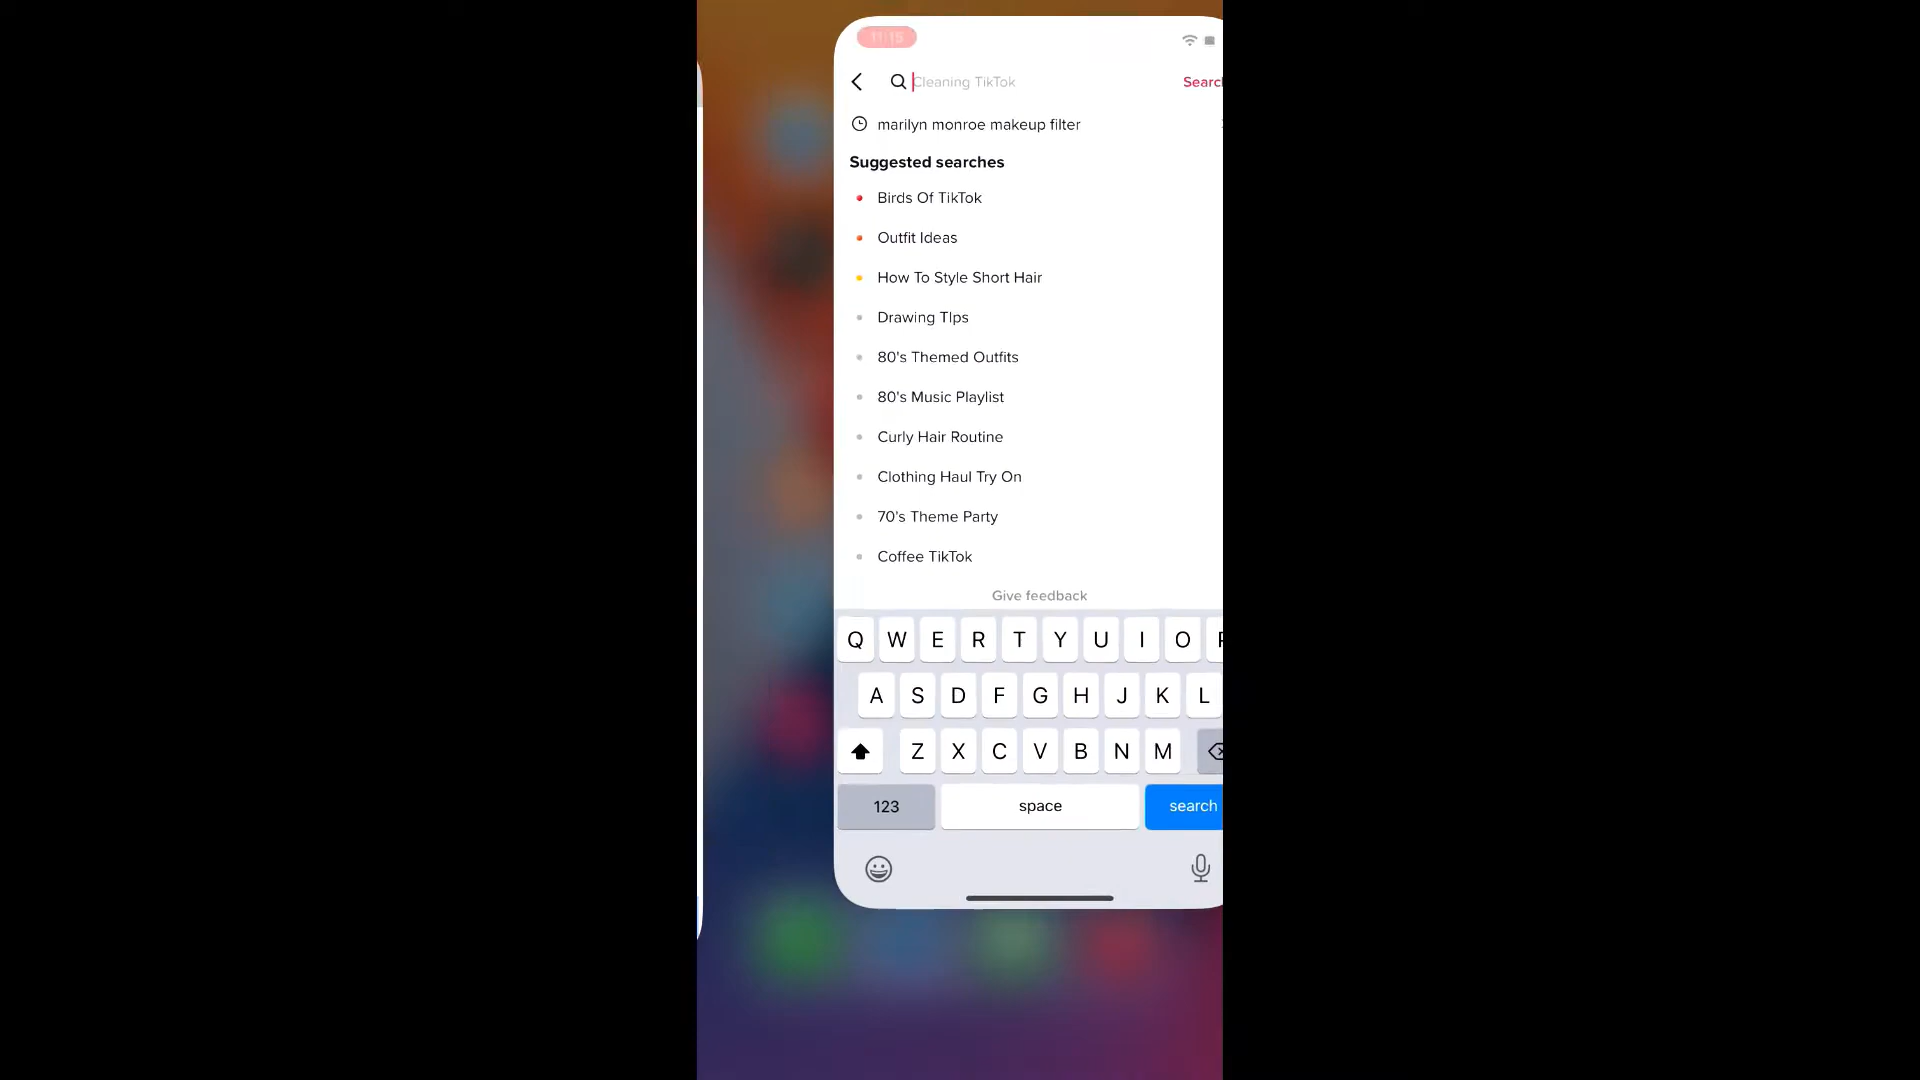 11:15
Cleaning TikTok
Search
marilyn monroe makeup filter
Suggested searches
Birds Of TikTok
Outfit Ideas
How To Style Short Hair
Drawing TIps
80's Themed Outfits
80's Music Playlist
Curly Hair Routine
Clothing Haul Try On
70's Theme Party
Coffee TikTok
Give feedback
Q W E R T Y U I O P
A S D F G H J K L
Z X C V B N M
123 space search